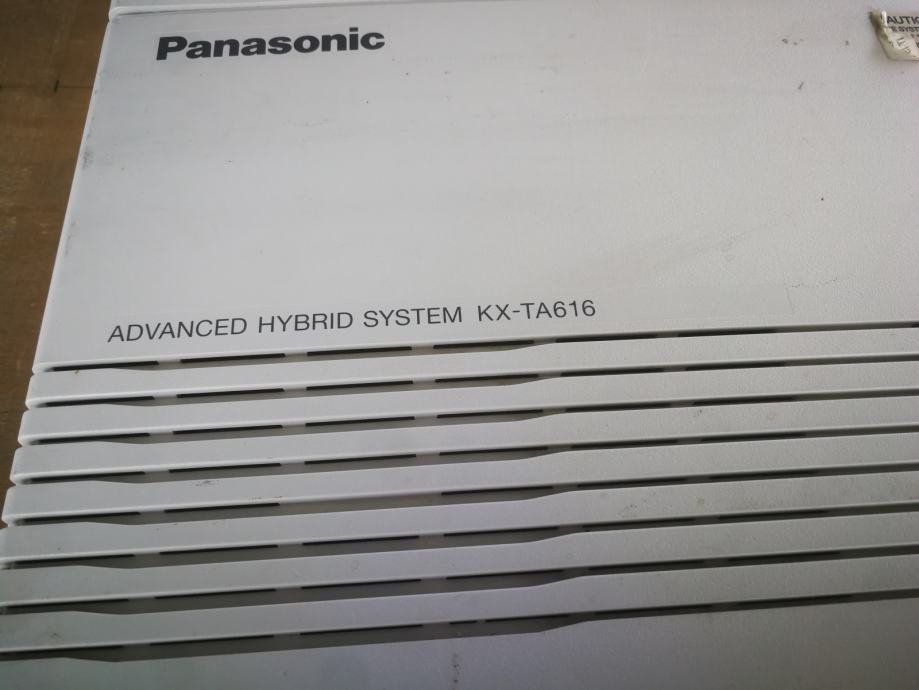 Panasonic
ADVANCED HYBRID SYSTEM KX-TA616